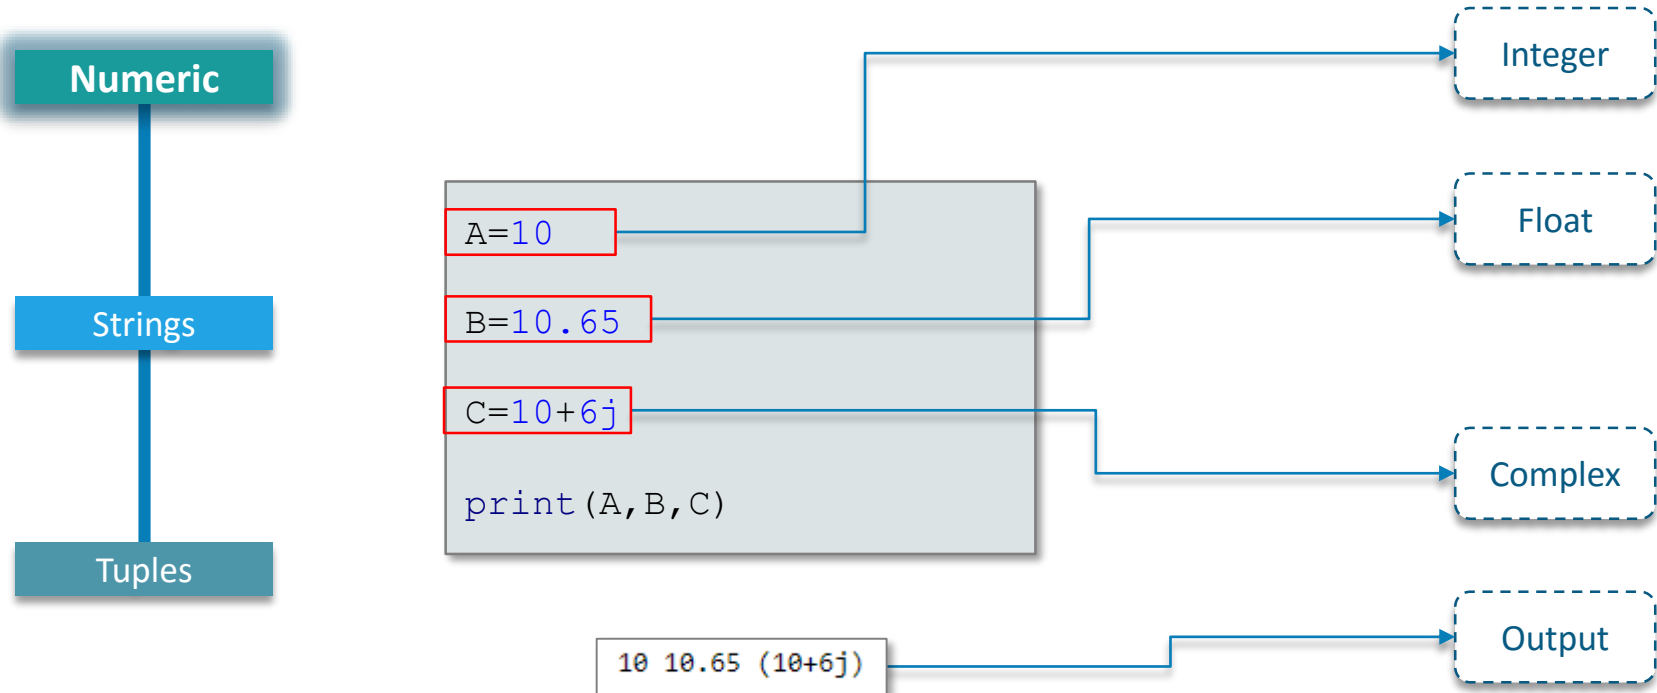 Numeric
Strings
Tuples
A=10
B=10.65
C=10+6j
print(A,B,C)
10 10.65 (10+6j)
Integer
Float
Complex
Output